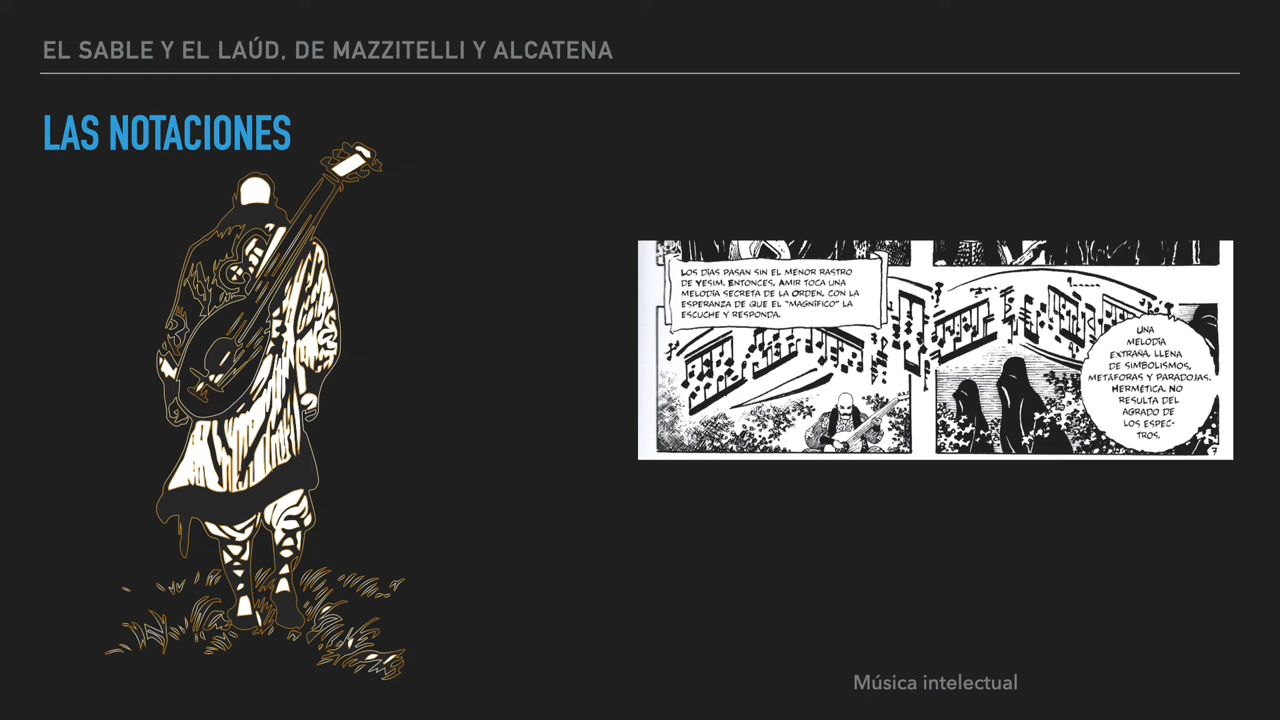 EL SABLE Y EL LAÚD, DE MAZZITELLI Y ALCATENA
LAS NOTACIONES
LOS DÍAS PASAN SIN EL MENOR RASTRO
DE YESIM. ENTONCES, AMIR TOCA UNA
MELODÍA SECRETA DE LA ORDEN, CON LA
ESPERANZA DE QUE EL "MAGNÍFICO" LA
ESCUCHE Y RESPONDA.
UNA
MELODÍA
EXTRAÑA, LLENA
DE SIMBOLISMOS,
METÁFORAS Y PARADOJAS.
HERMÉTICA. NO
RESULTA DEL
AGRADO DE
LOS ESPEC-
TROS.
7
Música intelectual